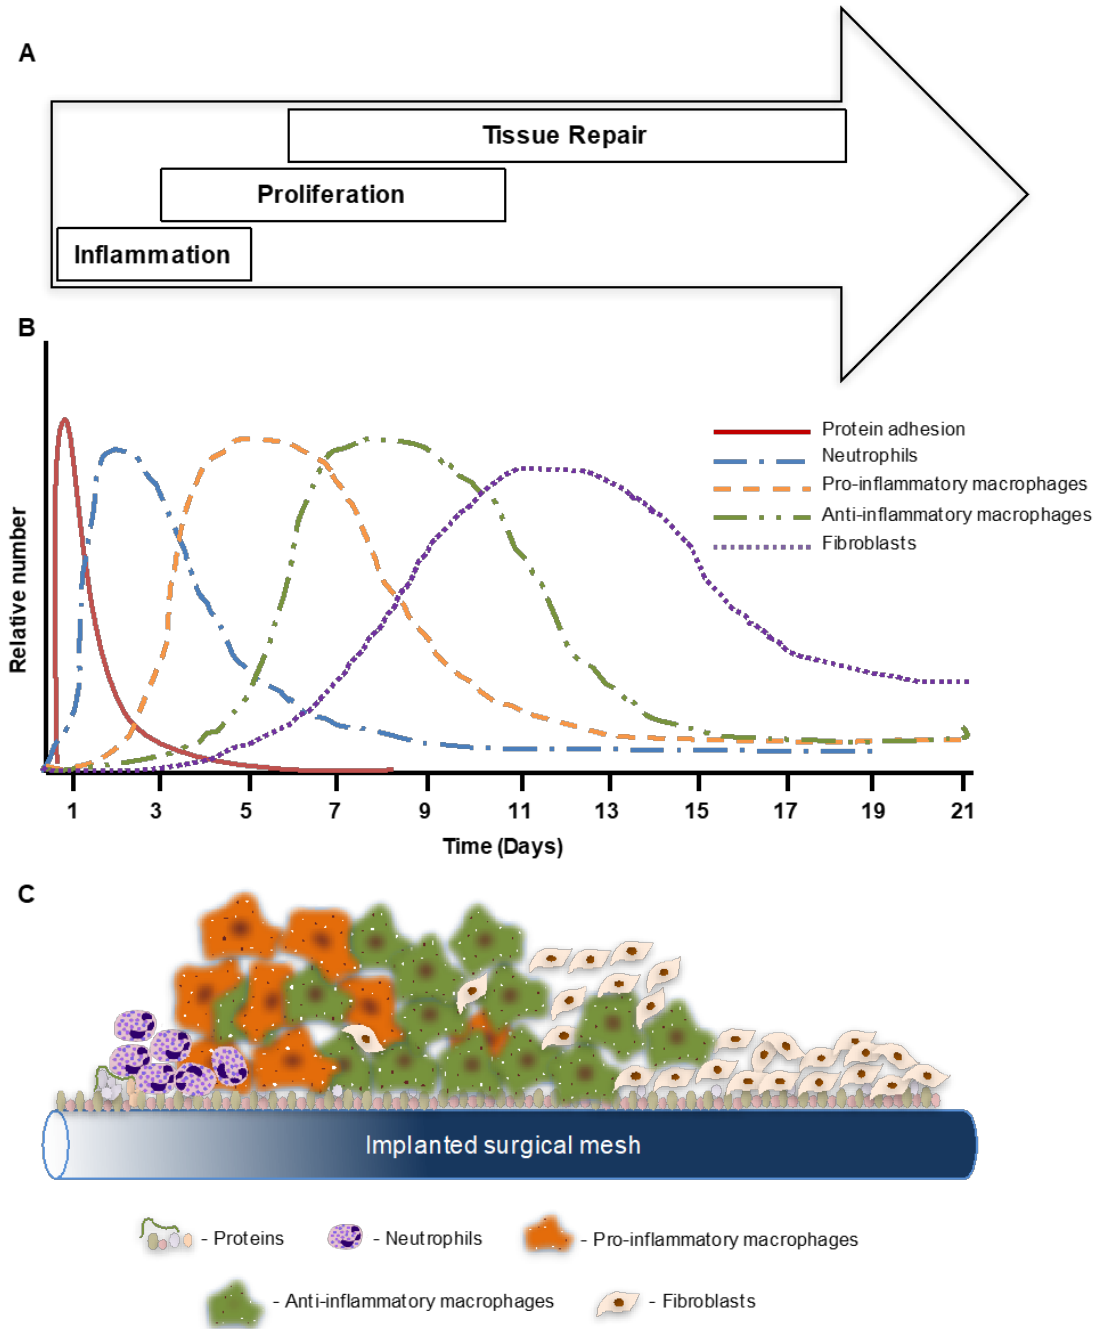 A
Tissue Repair
Proliferation
Inflammation
B
Protein adhesion
Neutrophils
Pro-inflammatory macrophages
Anti-inflammatory macrophages
Fibroblasts
Relative number
1 3 5 7 9 11 13 15 17 19 21
Time (Days)
C
Implanted surgical mesh
- Proteins - Neutrophils - Pro-inflammatory macrophages
- Anti-inflammatory macrophages - Fibroblasts